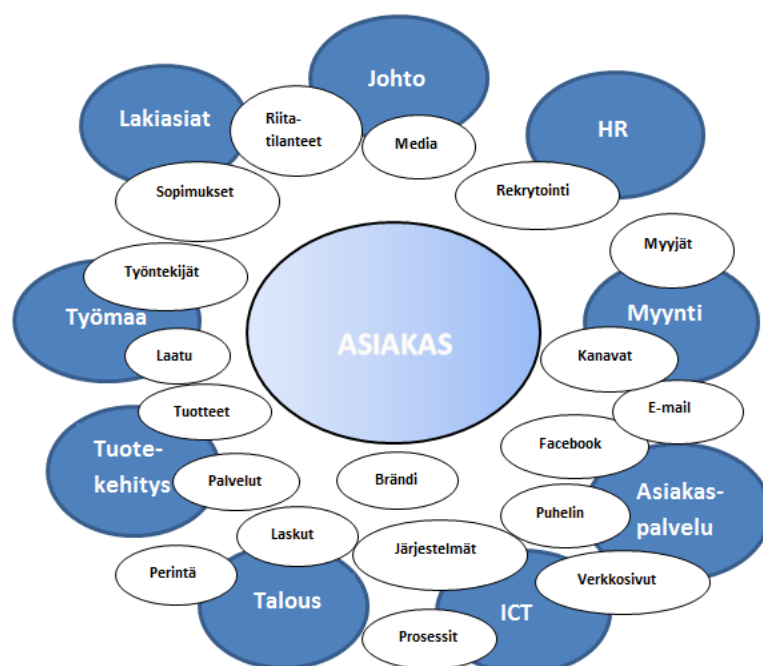 Johto
Lakiasiat
Riita-
tilanteet
Media
HR
Sopimukset
Rekrytointi
Myyjät
Työntekijät
Työmaa
Myynti
ASIAKAS
Laatu
Kanavat
Tuotteet
E-mail
Tuote-
kehitys
Facebook
Palvelut
Brändi
Asiakas-
palvelu
Puhelin
Laskut
Järjestelmät
Perintä
Verkkosivut
Talous
ICT
Prosessit